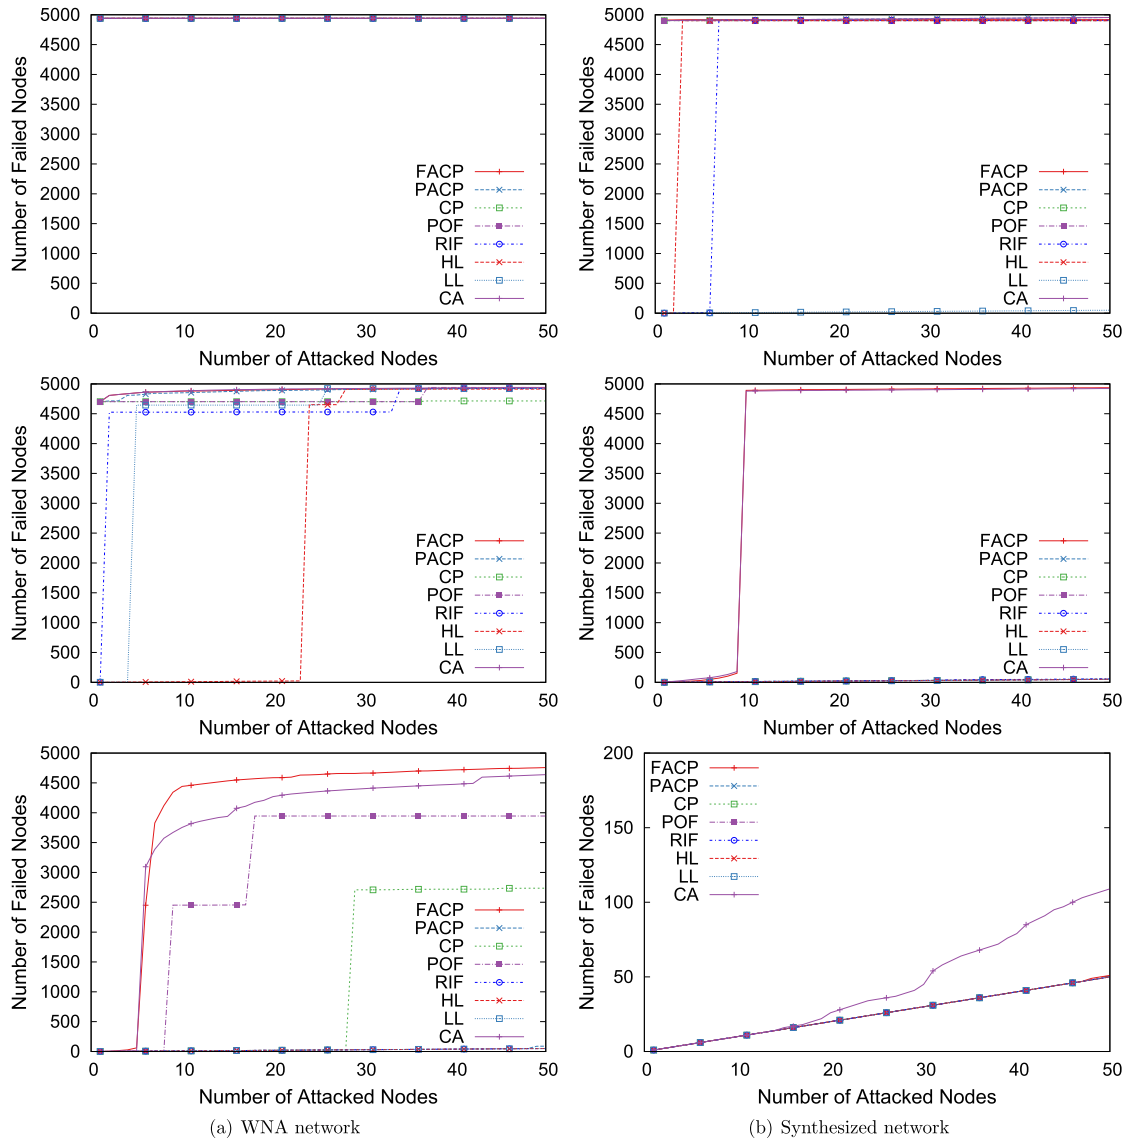 Number of Failed Nodes
5000
4500
4000
3500
3000
2500
2000
1500
1000
500
0
FACP
PACP
CP
POF
RIF
HL
LL
CA
0 10 20 30 40 50
Number of Attacked Nodes
Number of Failed Nodes
5000
4500
4000
3500
3000
2500
2000
1500
1000
500
0
FACP
PACP
CP
POF
RIF
HL
LL
CA
0 10 20 30 40 50
Number of Attacked Nodes
Number of Failed Nodes
5000
4500
4000
3500
3000
2500
2000
1500
1000
500
0
FACP
PACP
CP
POF
RIF
HL
LL
CA
0 10 20 30 40 50
Number of Attacked Nodes
Number of Failed Nodes
5000
4500
4000
3500
3000
2500
2000
1500
1000
500
0
FACP
PACP
CP
POF
RIF
HL
LL
CA
0 10 20 30 40 50
Number of Attacked Nodes
Number of Failed Nodes
5000
4500
4000
3500
3000
2500
2000
1500
1000
500
0
FACP
PACP
CP
POF
RIF
HL
LL
CA
0 10 20 30 40 50
Number of Attacked Nodes
(a) WNA network
Number of Failed Nodes
200
150
100
50
0
FACP
PACP
CP
POF
RIF
HL
LL
CA
0 10 20 30 40 50
Number of Attacked Nodes
(b) Synthesized network